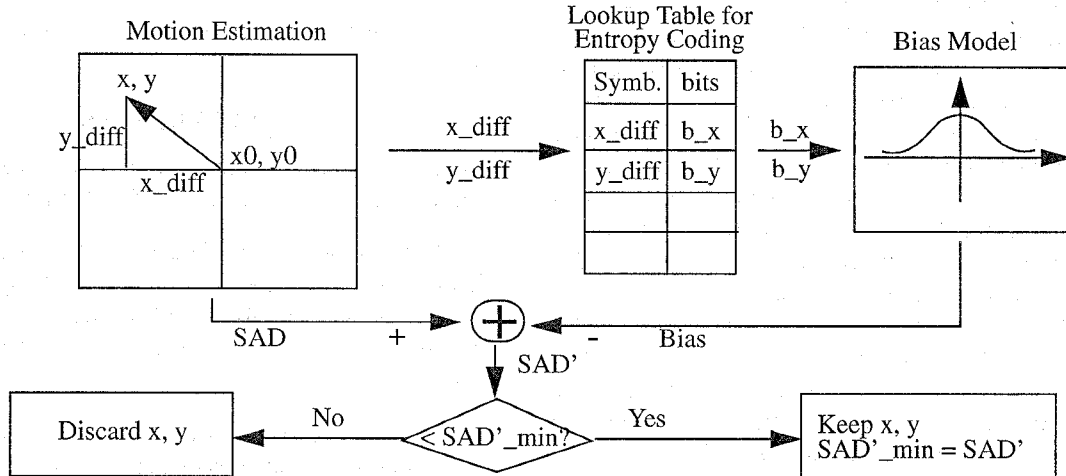 Motion Estimation
Lookup Table for
Entropy Coding
Bias Model
x, y
y_diff
x0, y0
x_diff
x_diff
y_diff
Symb. bits
x_diff b_x
y_diff b_y
b_x
b_y
SAD
+
-
Bias
SAD'
No
< SAD'_min?
Yes
Discard x, y
Keep x, y
SAD'_min = SAD'